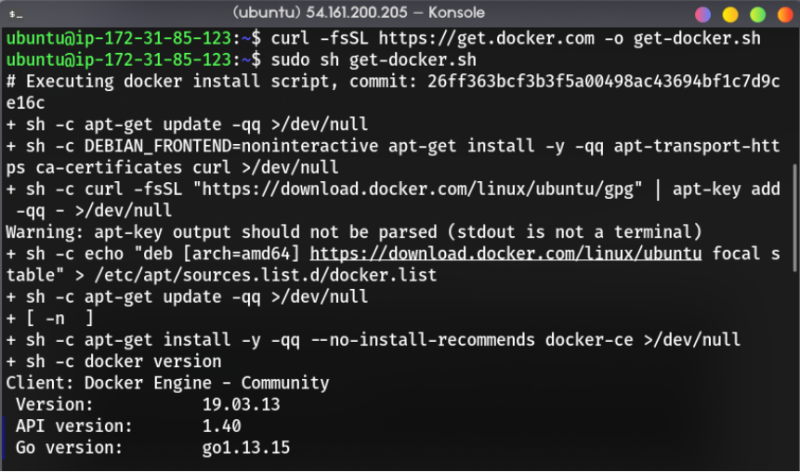 (ubuntu) 54.161.200.205 — Konsole
ubuntu@ip-172-31-85-123:~$ curl -fsSL https://get.docker.com -o get-docker.sh
ubuntu@ip-172-31-85-123:~$ sudo sh get-docker.sh
# Executing docker install script, commit: 26ff363bcf3b3f5a00498ac43694bf1c7d9c
e16c
+ sh -c apt-get update -qq >/dev/null
+ sh -c DEBIAN_FRONTEND=noninteractive apt-get install -y -qq apt-transport-htt
ps ca-certificates curl >/dev/null
+ sh -c curl -fsSL "https://download.docker.com/linux/ubuntu/gpg" | apt-key add
 -qq - >/dev/null
Warning: apt-key output should not be parsed (stdout is not a terminal)
+ sh -c echo "deb [arch=amd64] https://download.docker.com/linux/ubuntu focal s
table" > /etc/apt/sources.list.d/docker.list
+ sh -c apt-get update -qq >/dev/null
+ [ -n  ]
+ sh -c apt-get install -y -qq --no-install-recommends docker-ce >/dev/null
+ sh -c docker version
Client: Docker Engine - Community
 Version:           19.03.13
 API version:       1.40
 Go version:        go1.13.15